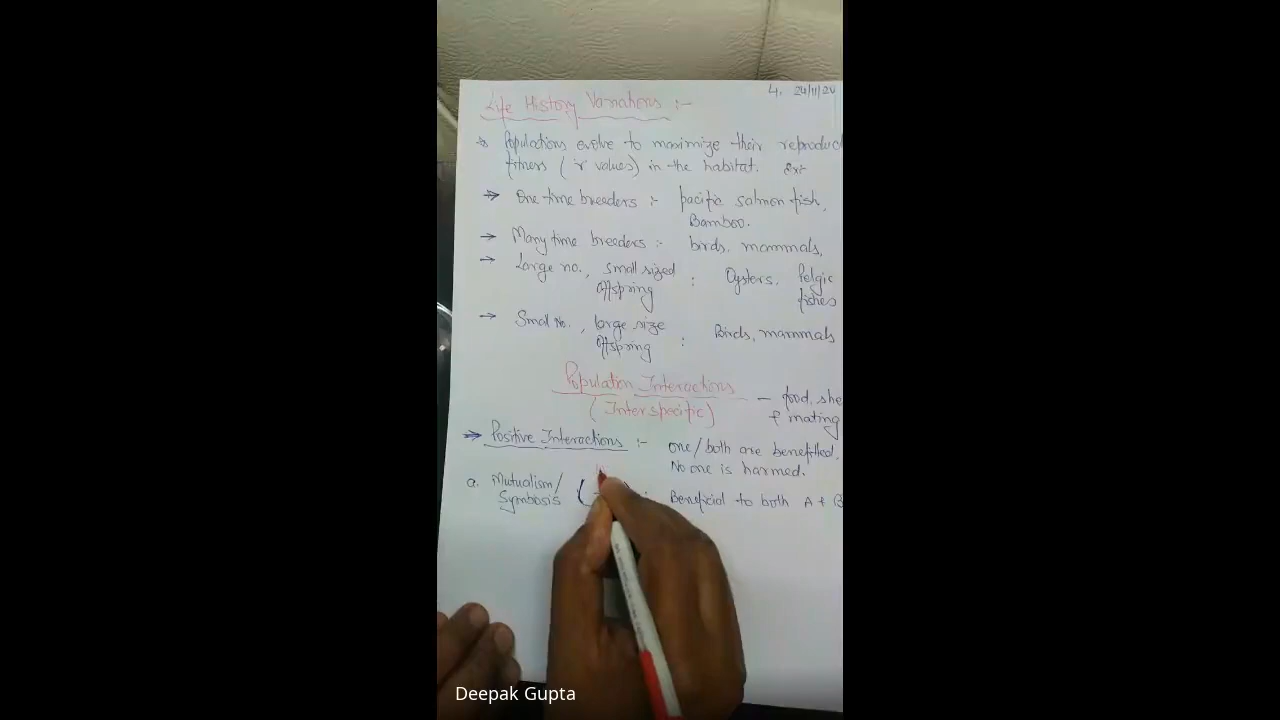 4. 24/11/20
Life History Variations :-
Populations evolve to maximize their reproduc
fitness ('r' values) in the habitat. Ext
→ One time breeders :- pacific salmon fish,
Bamboo.
→ Many time breeders :- birds, mammals,
→ Large no., small sized : Oysters, Pelgic
offspring fishes
→ Small No., large size : Birds, mammals
offspring
Population Interactions
(Interspecific) - food, she
+ mating
→ Positive Interactions :- one/both are benefitted.
No one is harmed.
a. Mutualism/
Symbosis ( : Beneficial to both A + B
Deepak Gupta